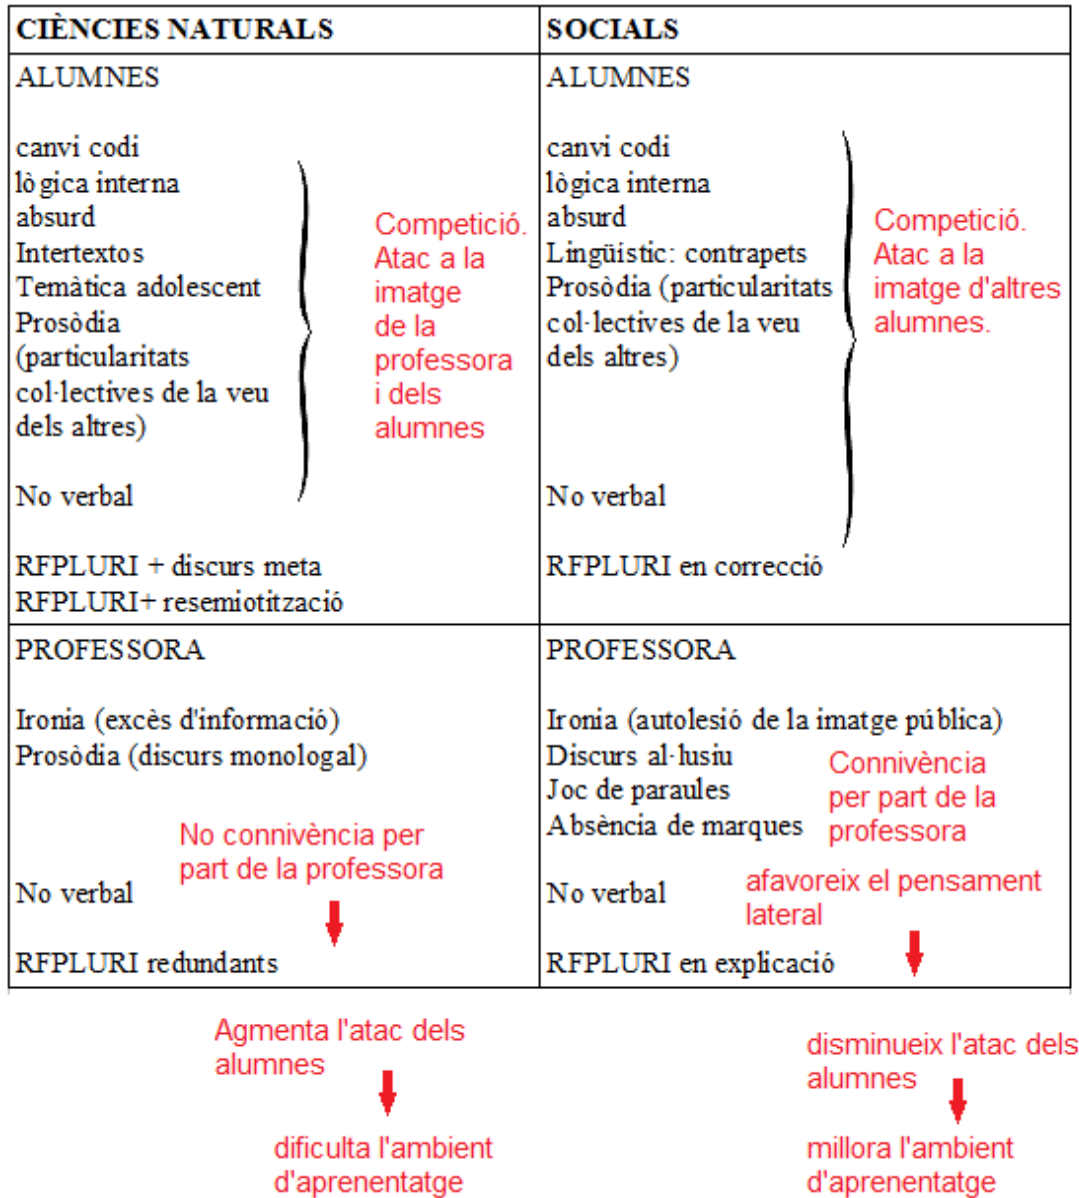 CIÈNCIES NATURALS
ALUMNES
canvi codi
lògica interna
absurd
Intertextos
Temàtica adolescent
Prosòdia
(particularitats
col·lectives de la veu
dels altres)
No verbal
RFPLURI + discurs meta
RFPLURI+ resemiotització
Competició.
Atac a la
imatge
de la
professora
i dels
alumnes
SOCIALS
ALUMNES
canvi codi
lògica interna
absurd
Lingüístic: contrapets
Prosòdia (particularitats
col·lectives de la veu
dels altres)
No verbal
RFPLURI en correcció
Competició.
Atac a la
imatge d'altres
alumnes.
PROFESSORA
Ironia (excès d'informació)
Prosòdia (discurs monologal)
No connivència per
part de la professora
No verbal
RFPLURI redundants
PROFESSORA
Ironia (autolesió de la imatge pública)
Discurs al·lusiu
Joc de paraules
Absència de marques
Connivència
per part de la
professora
No verbal
afavoreix el pensament
lateral
RFPLURI en explicació
Agmenta l'atac dels
alumnes
dificulta l'ambient
d'aprenentatge
disminueix l'atac dels
alumnes
millora l'ambient
d'aprenentatge